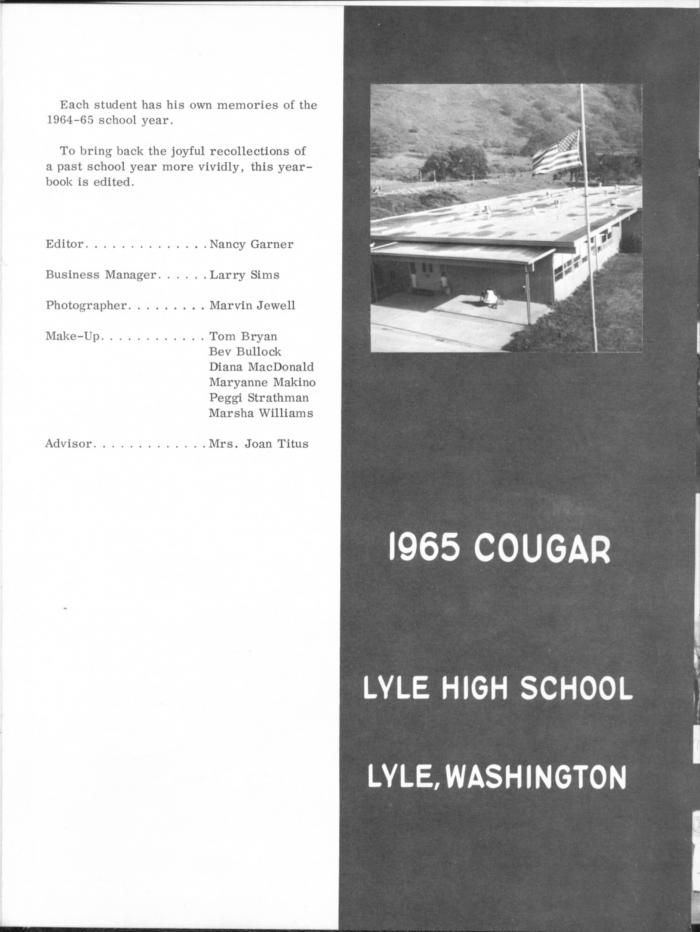 Each student has his own memories of the
1964-65 school year.
To bring back the joyful recollections of
a past school year more vividly, this year-
book is edited.
Editor. . . . . . . . . . . . . . Nancy Garner
Business Manager. . . . . . Larry Sims
Photographer. . . . . . . . . Marvin Jewell
Make-Up. . . . . . . . . . . . Tom Bryan
Bev Bullock
Diana MacDonald
Maryanne Makino
Peggi Strathman
Marsha Williams
Advisor. . . . . . . . . . . . . Mrs. Joan Titus
1965 COUGAR
LYLE HIGH SCHOOL
LYLE, WASHINGTON